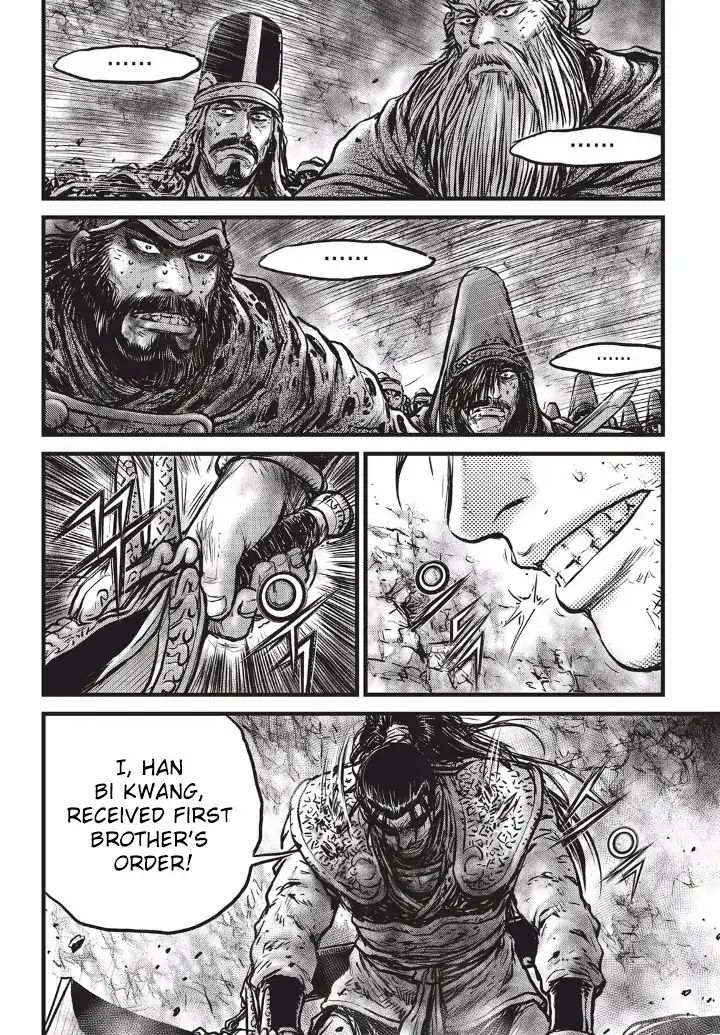 ......
......
......
......
I, HAN
BI KWANG,
RECEIVED FIRST
BROTHER'S
ORDER!